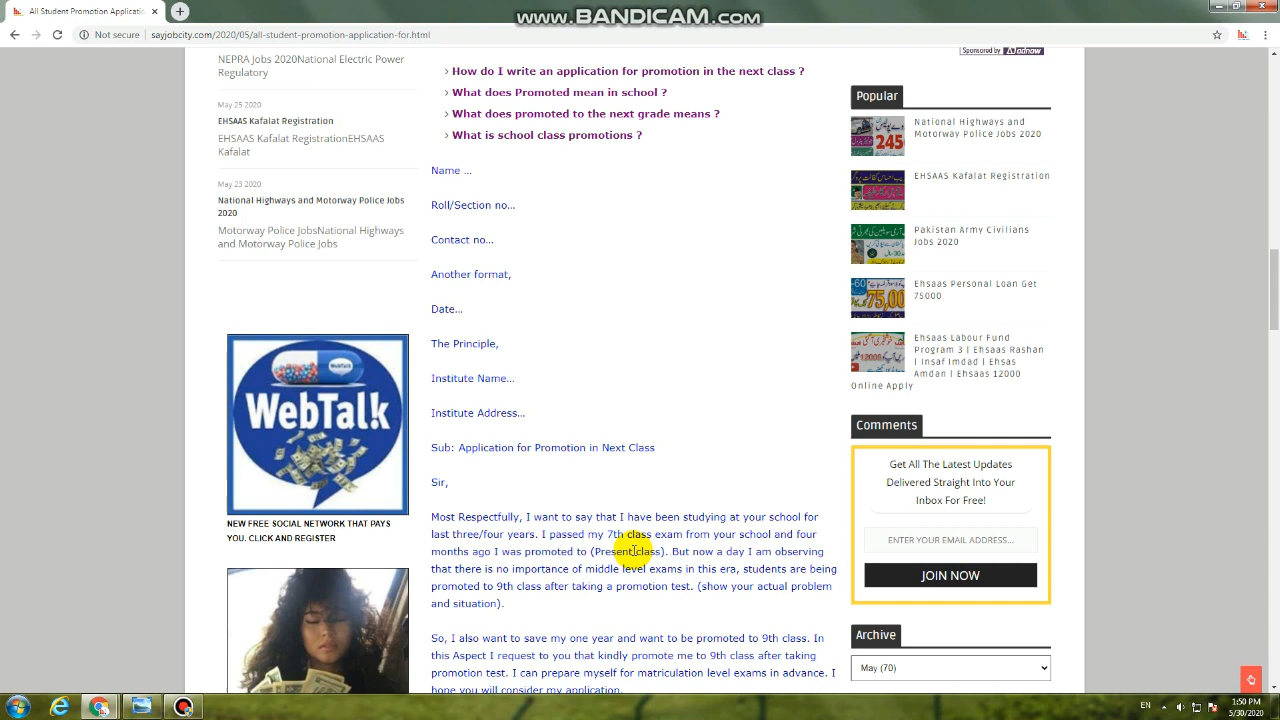 All Student Promotion Applicatio
www.BANDICAM.com
Not secure
sayjobcity.com/2020/05/all-student-promotion-application-for.html
NEPRA Jobs 2020National Electric Power
Regulatory
May 25 2020
EHSAAS Kafalat Registration
EHSAAS Kafalat RegistrationEHSAAS
Kafalat
May 23 2020
National Highways and Motorway Police Jobs
2020
Motorway Police JobsNational Highways
and Motorway Police Jobs
WebTalk
WebTalk
NEW FREE SOCIAL NETWORK THAT PAYS
YOU. CLICK AND REGISTER
› How do I write an application for promotion in the next class ?
› What does Promoted mean in school ?
› What does promoted to the next grade means ?
› What is school class promotions ?
Name ...
Roll/Section no...
Contact no...
Another format,
Date...
The Principle,
Institute Name...
Institute Address...
Sub: Application for Promotion in Next Class
Sir,
Most Respectfully, I want to say that I have been studying at your school for
last three/four years. I passed my 7th class exam from your school and four
months ago I was promoted to (Present class). But now a day I am observing
that there is no importance of middle level exams in this era, students are being
promoted to 9th class after taking a promotion test. (show your actual problem
and situation).
So, I also want to save my one year and want to be promoted to 9th class. In
this Aspect I request to you that kindly promote me to 9th class after taking
promotion test. I can prepare myself for matriculation level exams in advance. I
hope you will consider my application.
Sponsored by adnow
Popular
245
National Highways and
Motorway Police Jobs 2020
EHSAAS Kafalat Registration
Pakistan Army Civilians
Jobs 2020
Ehsaas Personal Loan Get
75000
Ehsaas Labour Fund
Program 3 | Ehsaas Rashan
| Insaf Imdad | Ehsas
Amdan | Ehsaas 12000
Online Apply
Comments
Get All The Latest Updates
Delivered Straight Into Your
Inbox For Free!
ENTER YOUR EMAIL ADDRESS...
JOIN NOW
Archive
May (70)
EN
1:50 PM
5/30/2020